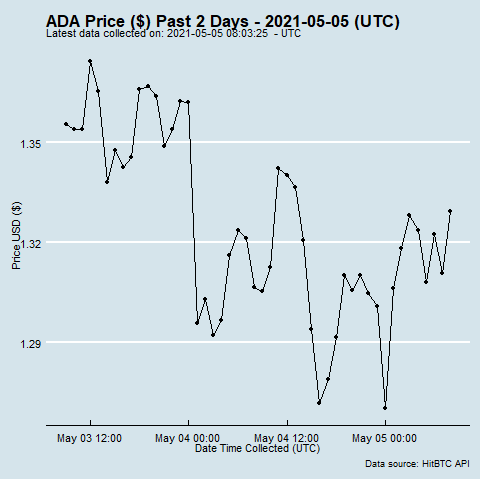 ADA Price ($) Past 2 Days - 2021-05-05 (UTC)
Latest data collected on: 2021-05-05 08:03:25 - UTC
1.35
1.32
1.29
Price USD ($)
May 03 12:00
May 04 00:00
May 04 12:00
May 05 00:00
Date Time Collected (UTC)
Data source: HitBTC API